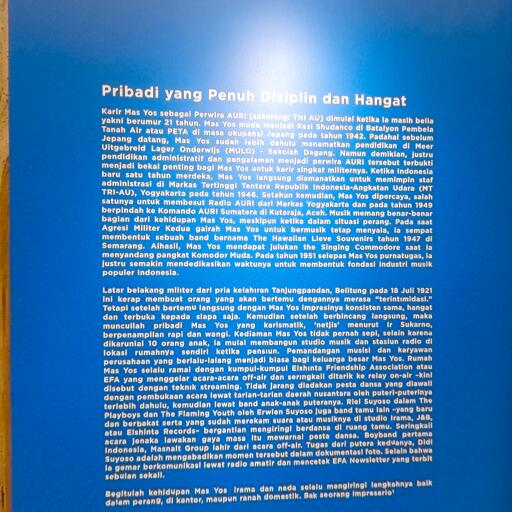 Pribadi yang Penuh Disiplin dan Hangat
Karir Mas Yos sebagai Perwira AURI (sekarang: TNI AU) dimulai ketika ia masih belia
yakni berumur 21 tahun. Mas Yos muda menjadi Kesi Shudanco di Batalyon Pembela
Tanah Air atau PETA di masa okupansi Jepang pada tahun 1942. Padahal sebelum
Jepang datang, Mas Yos sudah lebih dahulu menamatkan pendidikan di Meer
Uitgebreid Lager Onderwijs (MULO) - Sekolah Dagang. Namun demikian, justru
pendidikan administratif dan pengalaman menjadi perwira AURI tersebut terbukti
menjadi bekal penting bagi Mas Yos untuk karir singkat militernya. Ketika Indonesia
baru satu tahun merdeka, Mas Yos langsung diamanatkan untuk memimpin staf
administrasi di Markas Tertinggi Tentara Republik Indonesia-Angkatan Udara (MT
TRI-AU), Yogyakarta pada tahun 1946. Setahun kemudian, Mas Yos dipercaya, salah
satunya untuk membesut Radio AURI dari Markas Yogyakarta dan pada tahun 1949
berpindah ke Komando AURI Sumatera di Kutaraja, Aceh. Musik memang benar-benar
bagian dari kehidupan Mas Yos, meskipun ketika dalam situasi perang. Pada saat
Agresi Militer Kedua gairah Mas Yos untuk bermusik tetap menyala, ia sempat
membentuk sebuah band bernama The Hawaiian Lieve Souvenirs tahun 1947 di
Semarang. Alhasil, Mas Yos mendapat julukan the Singing Commodore saat ia
menyandang pangkat Komodor Muda. Pada tahun 1951 selepas Mas Yos purnatugas, ia
justru semakin mendedikasikan waktunya untuk membentuk fondasi industri musik
populer Indonesia.
Latar belakang militer dari pria kelahiran Tanjungpandan, Belitung pada 18 Juli 1921
ini kerap membuat orang yang akan bertemu dengannya merasa “terintimidasi.”
Tetapi setelah bertemu langsung dengan Mas Yos impresinya konsisten sama, hangat
dan terbuka kepada siapa saja. Kemudian setelah berbincang langsung, maka
muncullah pribadi Mas Yos yang karismatik, ‘netjis’ menurut Ir Sukarno,
berpenampilan rapi dan wangi. Kediaman Mas Yos tidak pernah sepi, selain karena
dikaruniai 10 orang anak, ia mulai membangun studio musik dan stasiun radio di
lokasi rumahnya sendiri ketika pensiun. Pemandangan musisi dan karyawan
perusahaan yang berlalu-lalang menjadi biasa bagi keluarga besar Mas Yos. Rumah
Mas Yos selalu ramai dengan kumpul-kumpul Elshinta Friendship Association atau
EFA yang menggelar acara-acara off-air dan seringkali ditarik ke relay on-air -kini
disebut dengan teknik streaming. Tidak jarang diadakan pesta dansa yang diawali
dengan pembukaan acara lewat tarian-tarian daerah nusantara oleh puteri-puterinya
terlebih dahulu, kemudian lewat band anak-anak puteranya. Riel Suyoso dalam The
Playboys dan The Flaming Youth oleh Erwien Suyoso juga band tamu lain -yang baru
dan berbakat serta yang sudah merekam suara atau musiknya di studio Irama, J&B,
atau Elshinta Records- bergantian mengiringi berdansa di ruang tamu. Seringkali
acara jenaka lawakan gaya masa itu mewarnai pesta dansa. Boyband pertama
Indonesia, Masnait Group lahir dari acara off-air. Tugas dari putera keduanya, Didi
Suyoso adalah mengabadikan momen tersebut dalam dokumentasi foto. Selain bahwa
ia gemar berkomunikasi lewat radio amatir dan mencetak EFA Newsletter yang terbit
sebulan sekali.
Begitulah kehidupan Mas Yos irama dan nada selalu mengiringi langkahnya baik
dalam perang, di kantor, maupun ranah domestik. Bak seorang impresario